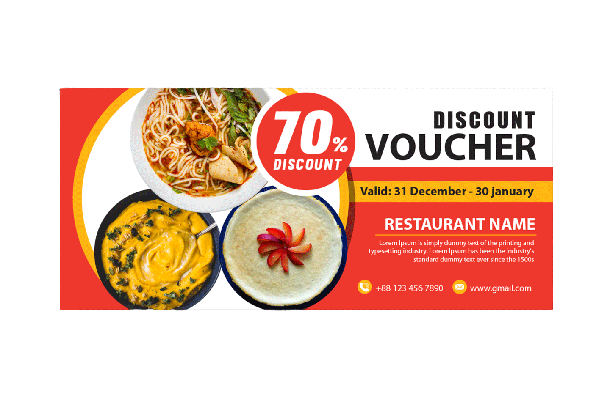 70%
DISCOUNT
DISCOUNT
VOUCHER
Valid: 31 December - 30 january
RESTAURANT NAME
Lorem Ipsum is simply dummy text of the printing and
typesetting industry. Lorem Ipsum has been the industry's
standard dummy text ever since the 1500s
+88 123 456 7890 www.gmail.com